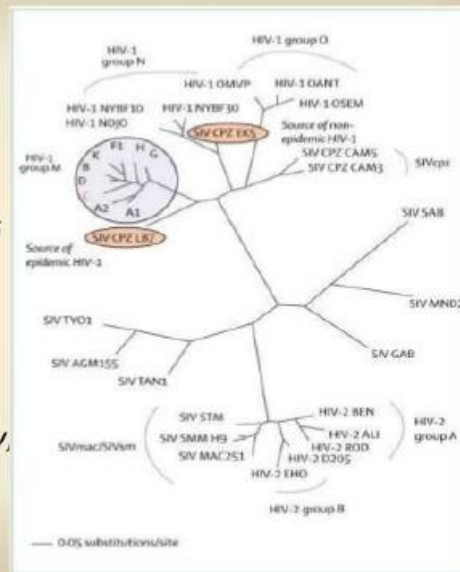 HIV-1
group N
HIV-1 group O
HIV-1 OMVP
HIV-1 OANT
HIV-1 NYBF10
HIV-1 NYBF30
HIV-1 OSEM
HIV-1 NOJO
SIV CPZ EK5
Source of non-
epidemic HIV-1
HIV-1
group M
K
F1
H
G
B
D
C
A2
A1
SIV CPZ CAM5
SIV CPZ CAM3
SIVcpz
SIV CPZ LB7
Source of
epidemic HIV-1
SIV SAB
SIV MND2
SIV TYO1
SIV AGM155
SIV TAN1
SIV GAB
SIVmac/SIVsm
SIV STM
SIV SMM H9
SIV MAC251
HIV-2 BEN
HIV-2 ALI
HIV-2 ROD
HIV-2 D205
HIV-2 EHO
HIV-2
group A
HIV-2 group B
0·05 substitutions/site